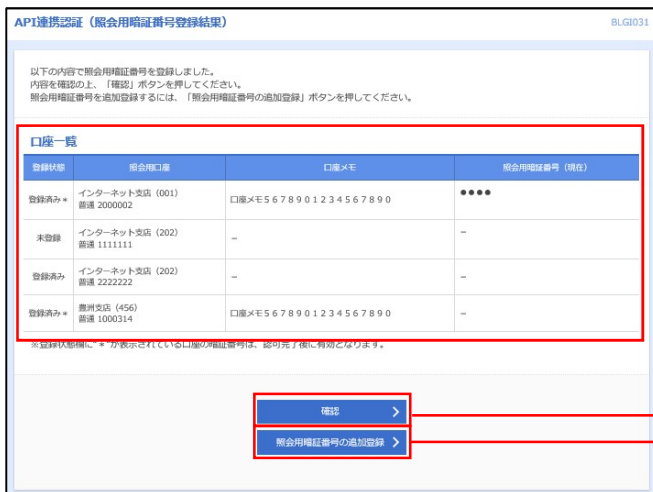 API連携認証（照会用暗証番号登録結果）
BLGI031
以下の内容で照会用暗証番号を登録しました。
内容を確認の上、「確認」ボタンを押してください。
照会用暗証番号を追加登録するには、「照会用暗証番号の追加登録」ボタンを押してください。
口座一覧
登録状態 照会用口座 口座メモ 照会用暗証番号（現在）
登録済み＊ インターネット支店（001） 口座メモ５６７８９０１２３４５６７８９０ ●●●●
普通 2000002
未登録 インターネット支店（202） － －
普通 1111111
登録済み インターネット支店（202） － －
普通 2222222
登録済み＊ 豊洲支店（456） 口座メモ５６７８９０１２３４５６７８９０ －
普通 1000314
※登録状態欄に"＊"が表示されている口座の暗証番号は、認可完了後に有効となります。
確認
照会用暗証番号の追加登録